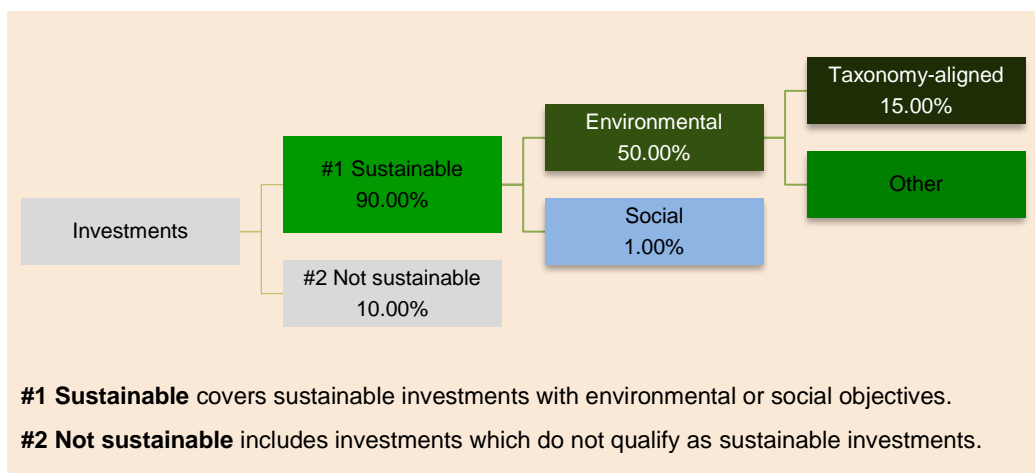 Taxonomy-aligned
15.00%
Environmental
50.00%
#1 Sustainable
90.00%
Other
Social
1.00%
Investments
#2 Not sustainable
10.00%
#1 Sustainable covers sustainable investments with environmental or social objectives.
#2 Not sustainable includes investments which do not qualify as sustainable investments.